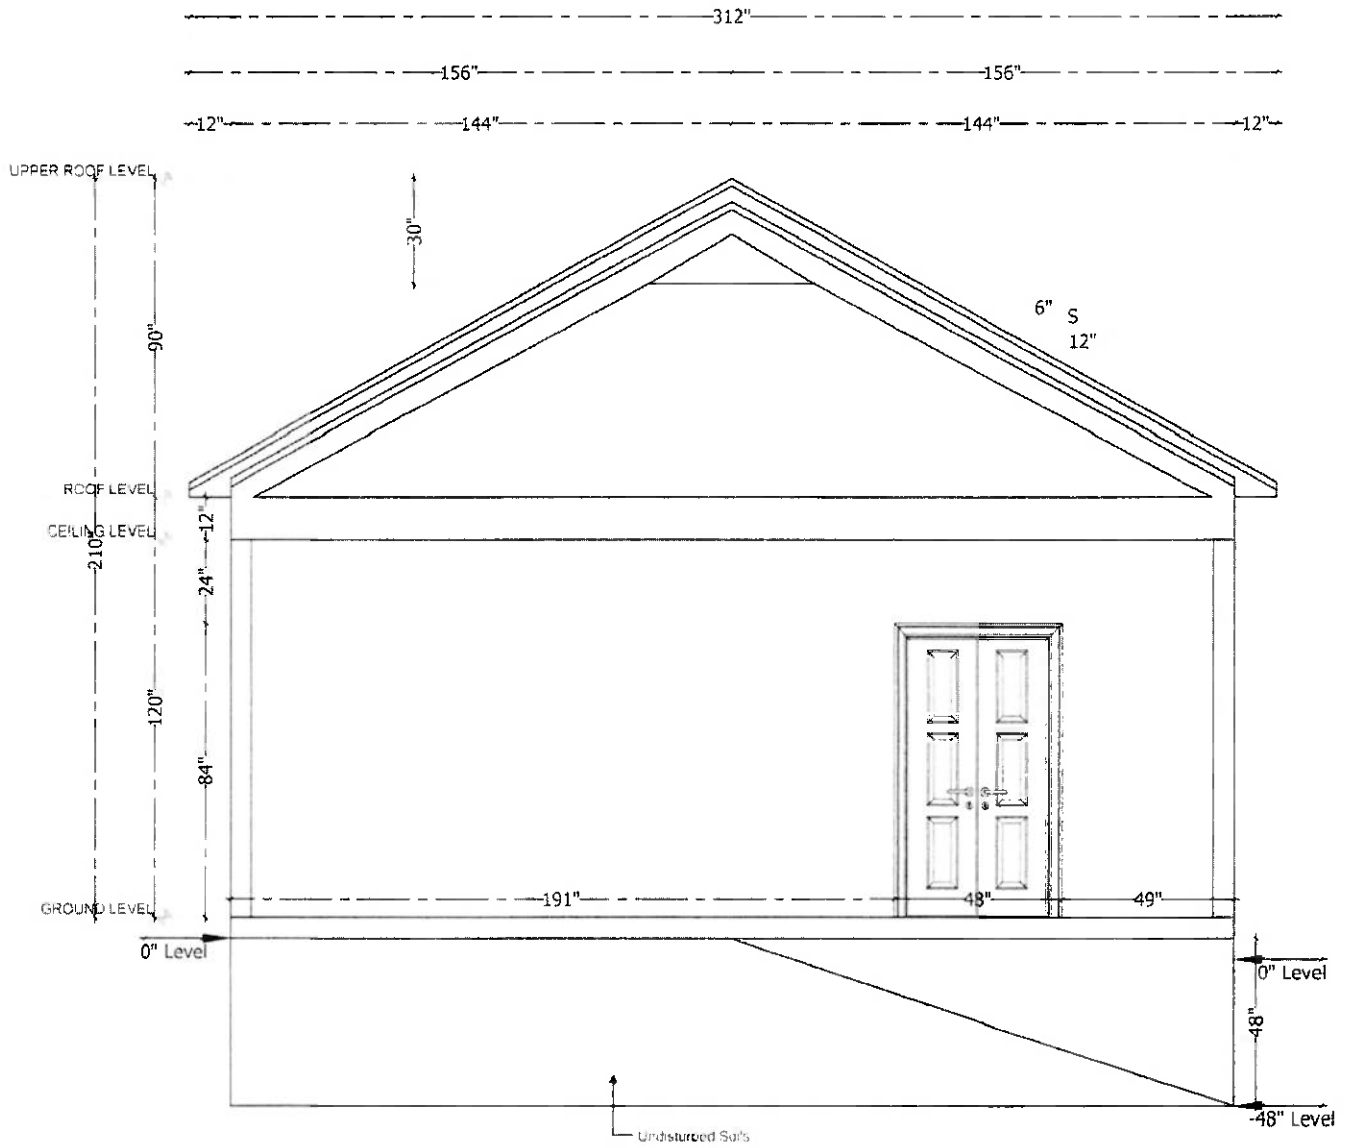 312"
156" 156"
12" 144" 144" 12"
UPPER ROOF LEVEL
30"
6" S
12"
90"
ROOF LEVEL
12"
CEILING LEVEL
210"
24"
120"
84"
191" 48" 49"
GROUND LEVEL
0" Level
0" Level
48"
-48" Level
Undisturbed Soils